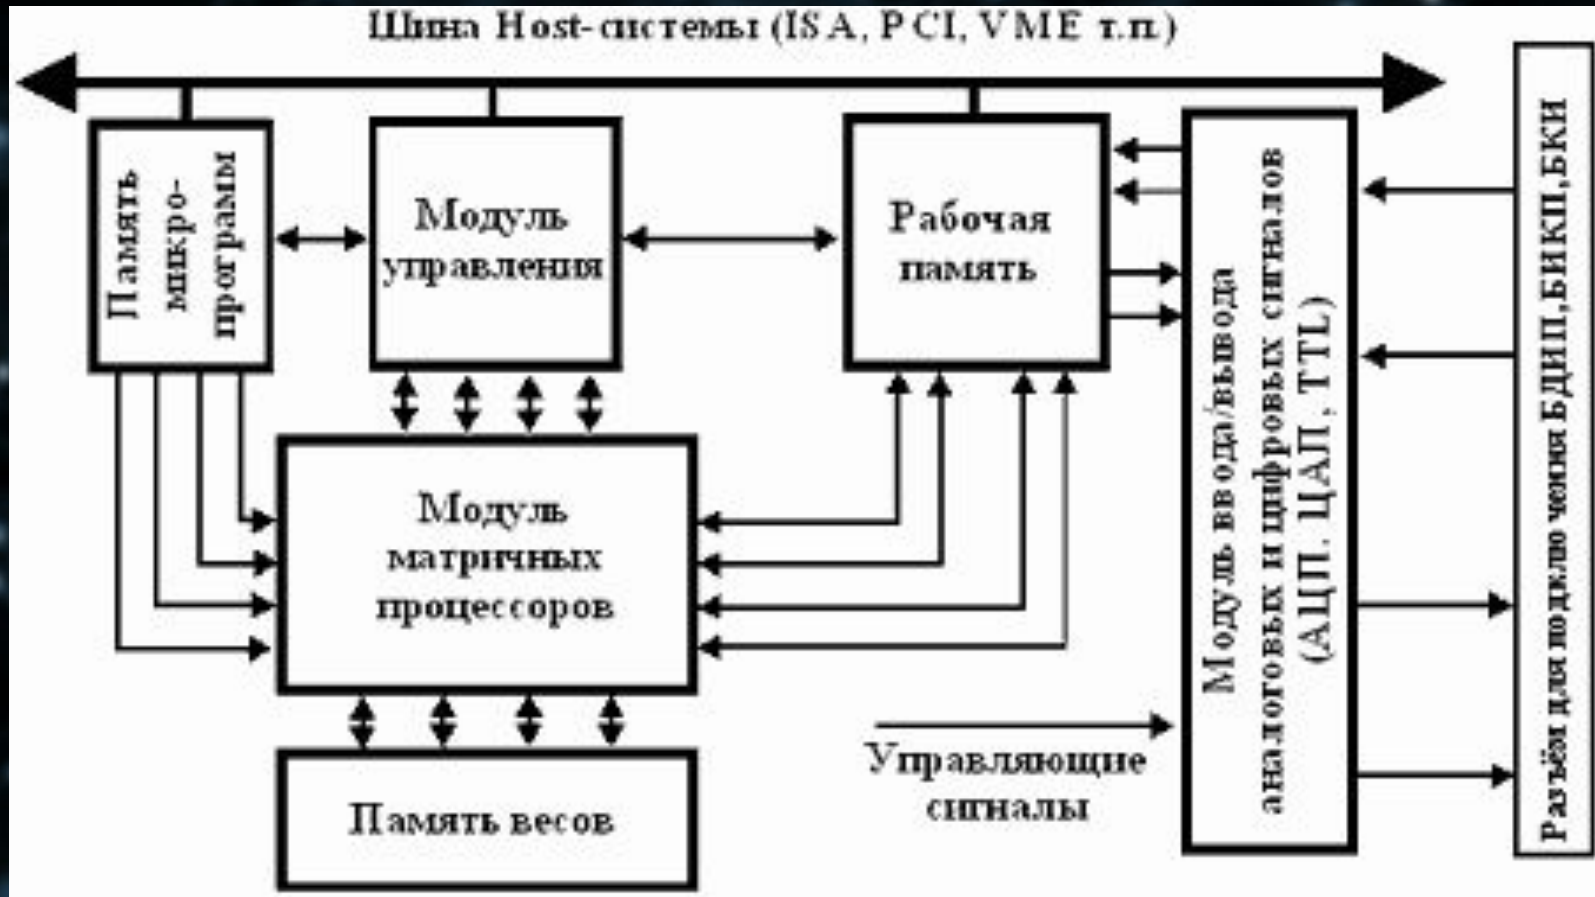 Шина Host-системы (ISA, PCI, VME т.п.)
Память
микро-
програмы
Модуль
управления
Рабочая
память
Модуль ввода/вывода
аналоговых и цифровых сигналов
(АЦП. ЦАП, TTL)
Разъём для подключения БДИП,БИКП,БКИ
Модуль
матричных
процессоров
Управляющие
сигналы
Память весов